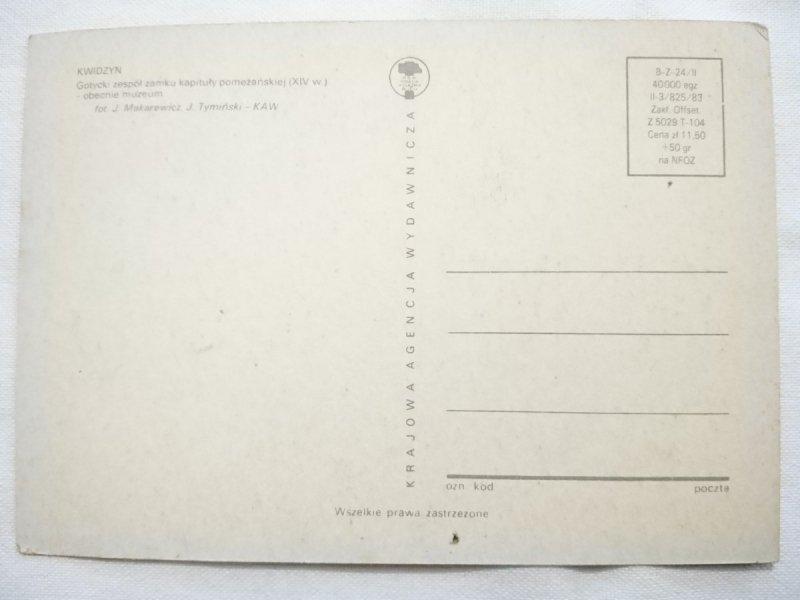 KWIDZYN
Gotycki zespół zamku kapituły pomezańskiej (XIV w.)
- obecnie muzeum
fot. J. Makarewicz, J. Tymiński - KAW
KRAJOWA AGENCJA WYDAWNICZA
B-Z-24/II
40 000 egz
II-3/825/83
Zakł. Offset.
Z 5029 T-104
Cena zł 11,50
+50 gr
na NFOZ
ozn. kod poczta
Wszelkie prawa zastrzeżone